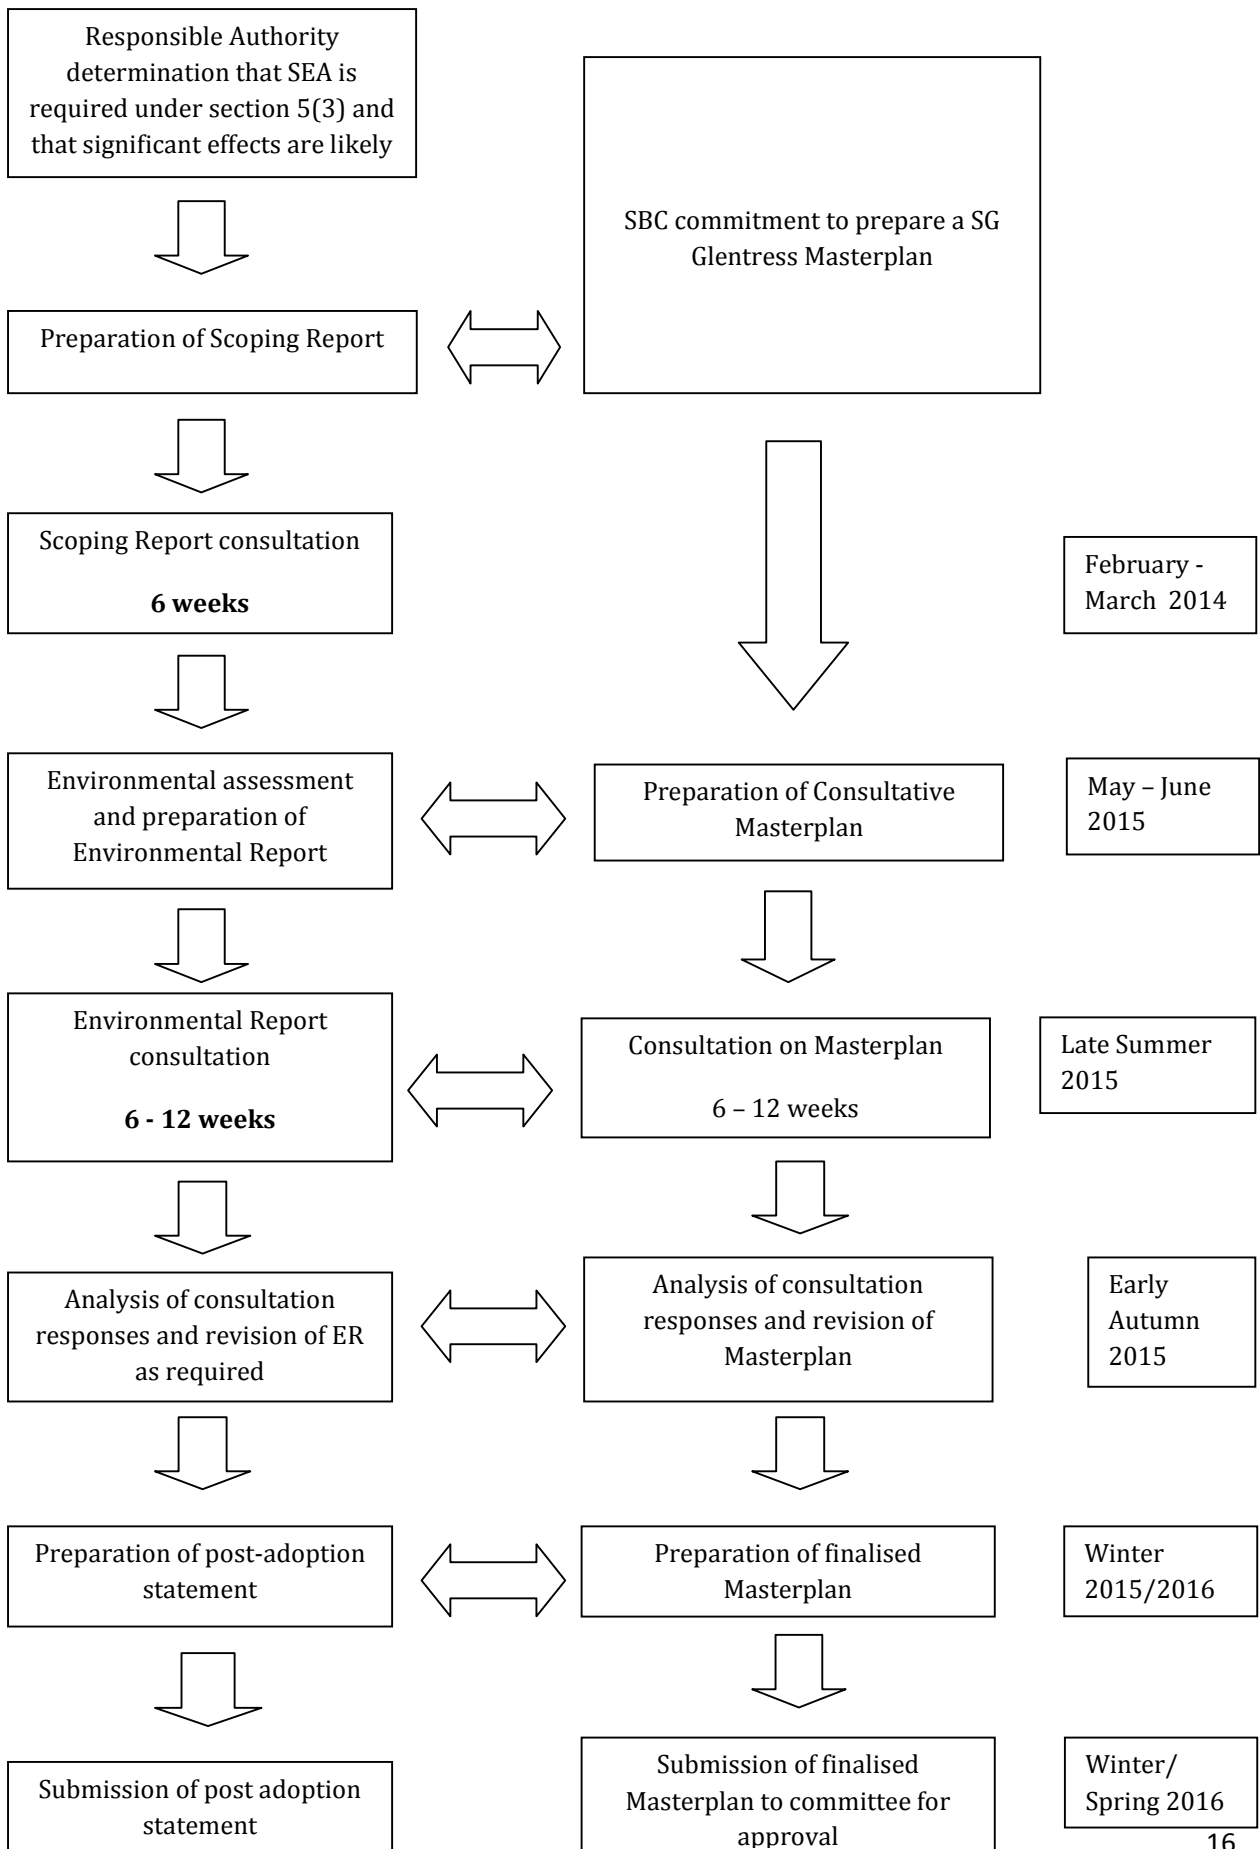 Responsible Authority
determination that SEA is
required under section 5(3) and
that significant effects are likely
SBC commitment to prepare a SG
Glentress Masterplan
Preparation of Scoping Report
Scoping Report consultation
6 weeks
February -
March 2014
Environmental assessment
and preparation of
Environmental Report
Preparation of Consultative
Masterplan
May – June
2015
Environmental Report
consultation
6 - 12 weeks
Consultation on Masterplan
6 – 12 weeks
Late Summer
2015
Analysis of consultation
responses and revision of ER
as required
Analysis of consultation
responses and revision of
Masterplan
Early
Autumn
2015
Preparation of post-adoption
statement
Preparation of finalised
Masterplan
Winter
2015/2016
Submission of post adoption
statement
Submission of finalised
Masterplan to committee for
approval
Winter/
Spring 2016
16